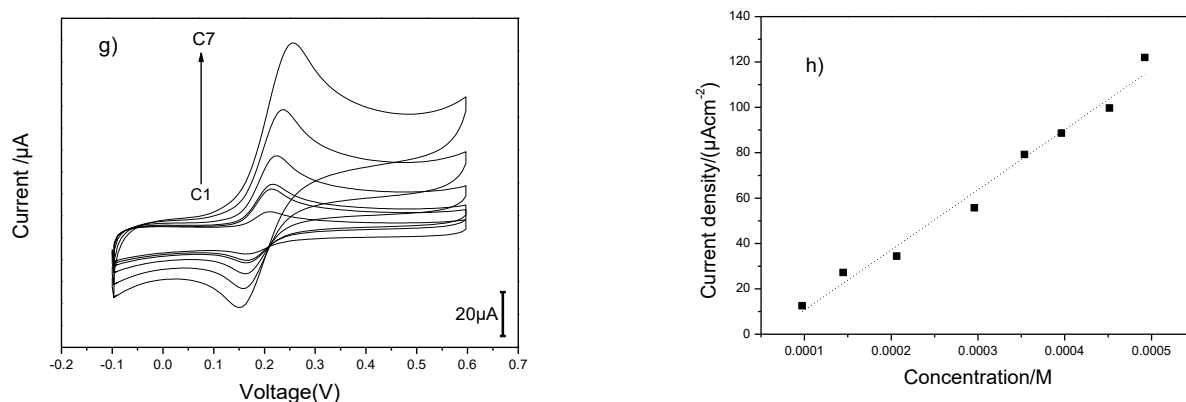 g)
C7
C1
Current /µA
20µA
-0.2 -0.1 0.0 0.1 0.2 0.3 0.4 0.5 0.6 0.7
Voltage(V)
140
120
100
80
60
40
20
0
h)
Current density/(µAcm⁻²)
0.0001 0.0002 0.0003 0.0004 0.0005
Concentration/M